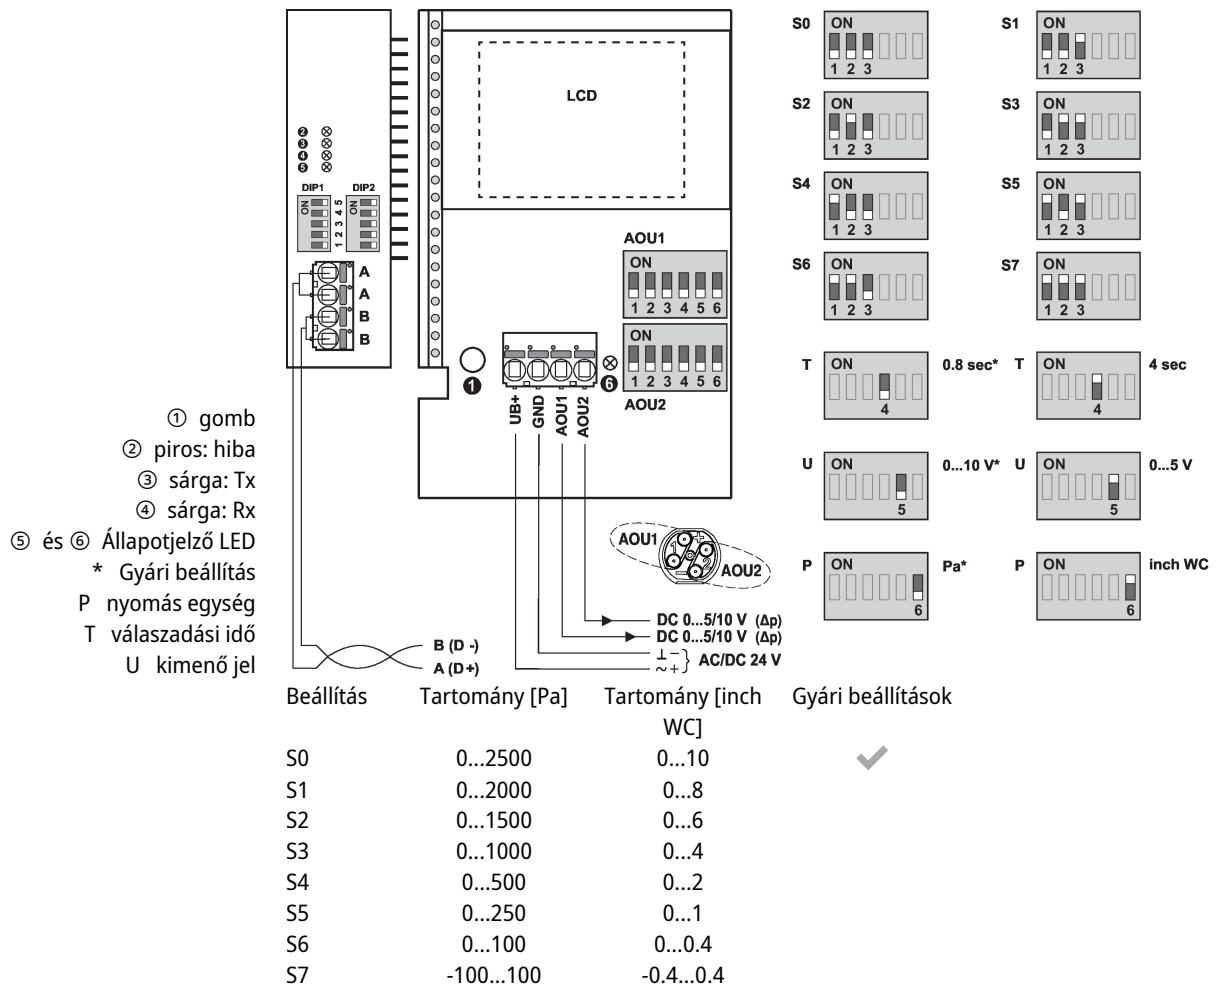 S0 ON 1 2 3
S1 ON 1 2 3
LCD
S2 ON 1 2 3
S3 ON 1 2 3
❷
❸
❹
❺
DIP1 DIP2
ON 1 2 3 4 5 ON
S4 ON 1 2 3
S5 ON 1 2 3
AOU1
ON
1 2 3 4 5 6
ON
1 2 3 4 5 6
AOU2
A
A
B
B
S6 ON 1 2 3
S7 ON 1 2 3
❶ ❻
UB+ GND AOU1 AOU2
T ON 4 0.8 sec*
T ON 4 4 sec
U ON 5 0...10 V*
U ON 5 0...5 V
P ON 6 Pa*
P ON 6 inch WC
① gomb
② piros: hiba
③ sárga: Tx
④ sárga: Rx
⑤ és ⑥ Állapotjelző LED
* Gyári beállítás
P nyomás egység
T válaszadási idő
U kimenő jel
AOU1 1 + − 2 AOU2
DC 0...5/10 V (Δp)
DC 0...5/10 V (Δp)
⊥ −
~ + } AC/DC 24 V
B (D -)
A (D+)
Beállítás Tartomány [Pa] Tartomány [inch Gyári beállítások
WC]
S0 0...2500 0...10 ✔
S1 0...2000 0...8
S2 0...1500 0...6
S3 0...1000 0...4
S4 0...500 0...2
S5 0...250 0...1
S6 0...100 0...0.4
S7 -100...100 -0.4...0.4